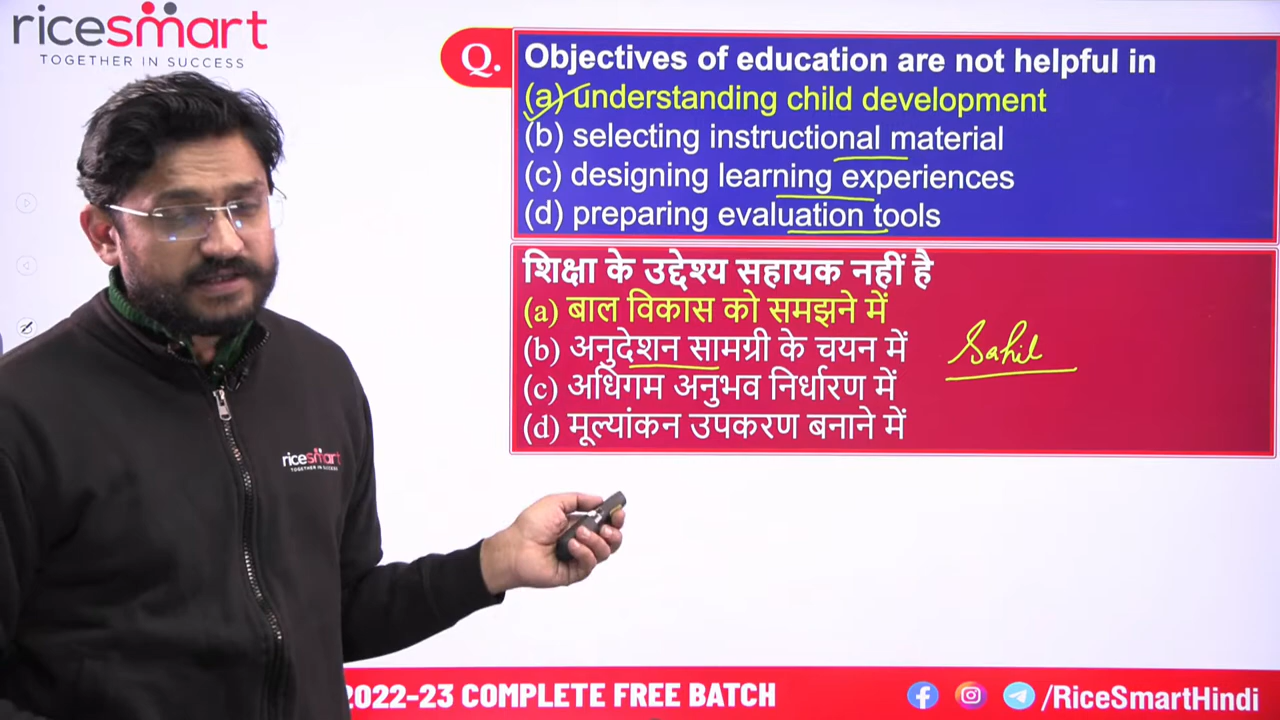 ricesmart
TOGETHER IN SUCCESS
Q. Objectives of education are not helpful in
(a) understanding child development
(b) selecting instructional material
(c) designing learning experiences
(d) preparing evaluation tools
शिक्षा के उद्देश्य सहायक नहीं है
(a) बाल विकास को समझने में
(b) अनुदेशन सामग्री के चयन में
(c) अधिगम अनुभव निर्धारण में
(d) मूल्यांकन उपकरण बनाने में
Sahil
ricesmart
TOGETHER IN SUCCESS
2022-23 COMPLETE FREE BATCH
/RiceSmartHindi